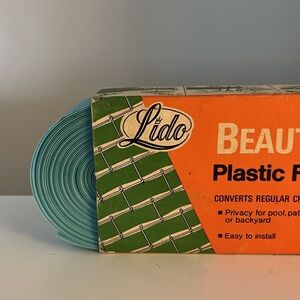 Lido
BEAUT
Plastic F
CONVERTS REGULAR CH
■ Privacy for pool, pat
or backyard
■ Easy to install